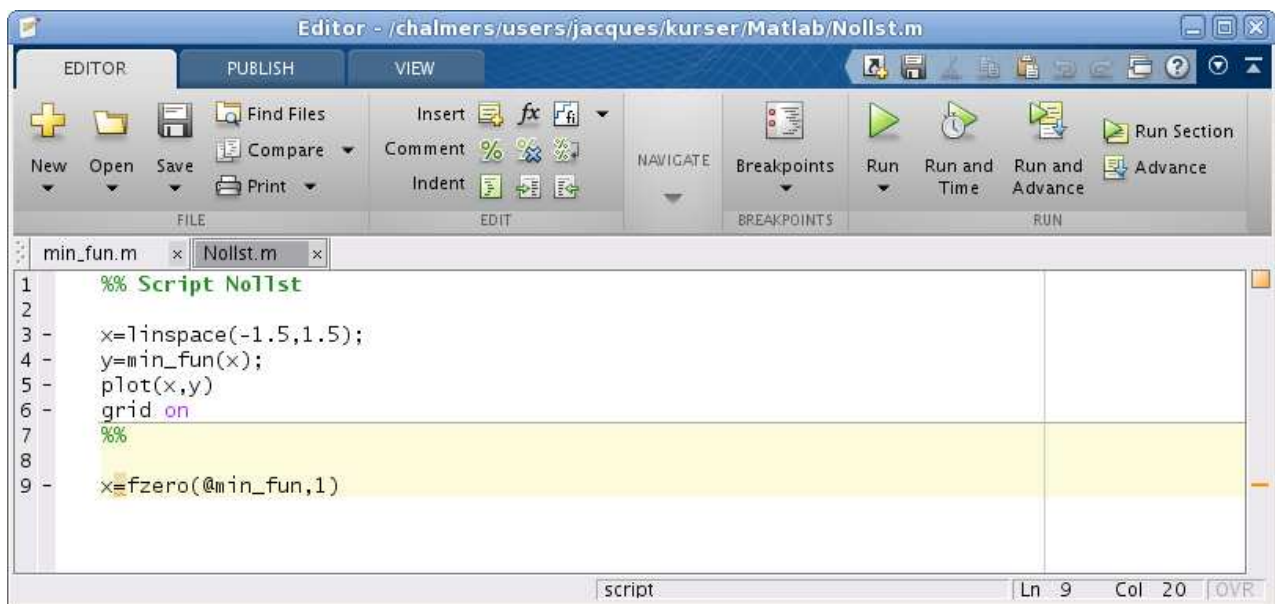 Editor - /chalmers/users/jacques/kurser/Matlab/Nollst.m
EDITOR PUBLISH VIEW
New Open Save Find Files Compare Print
FILE
Insert fx fi
Comment % % %
Indent
EDIT
NAVIGATE
Breakpoints
BREAKPOINTS
Run Run and Time Run and Advance Run Section Advance
RUN
min_fun.m × Nollst.m ×
1 %% Script Nollst
2
3 - x=linspace(-1.5,1.5);
4 - y=min_fun(x);
5 - plot(x,y)
6 - grid on
7 %%
8
9 - x=fzero(@min_fun,1)
script Ln 9 Col 20 OVR